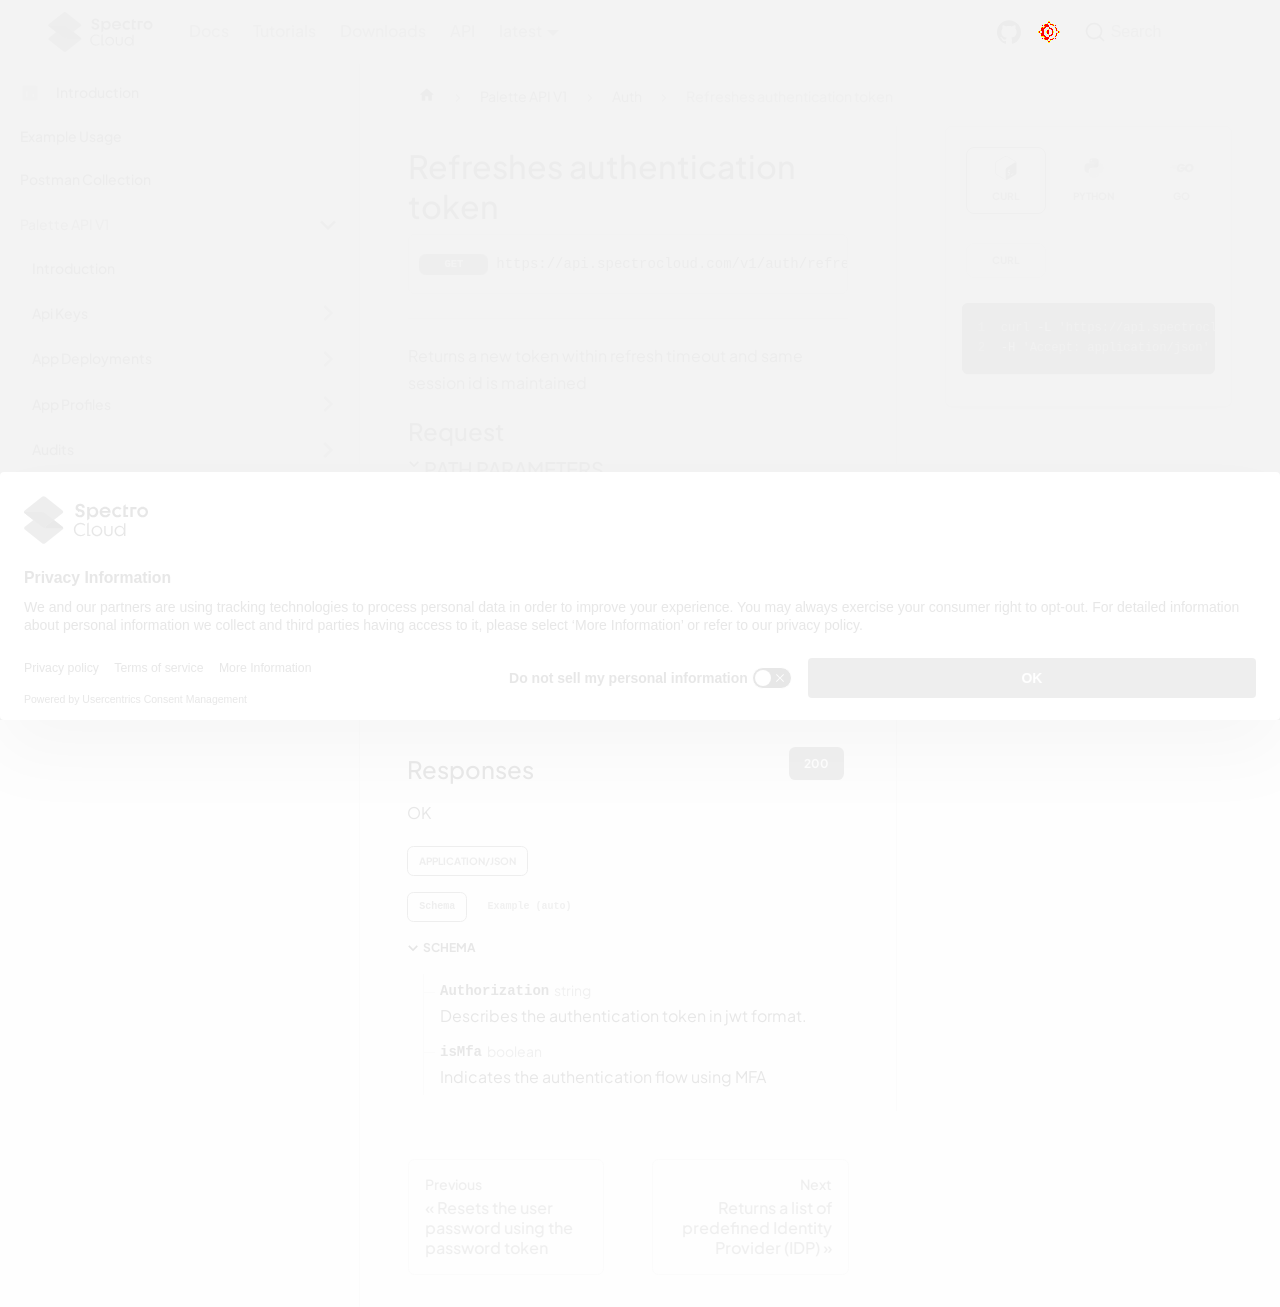 Spectro Cloud
Docs Tutorials Downloads API latest
Search
Introduction
Example Usage
Postman Collection
Palette API V1
Introduction
Api Keys
App Deployments
App Profiles
Audits
Palette API V1
Auth
Refreshes authentication token
Refreshes authentication
token
GET https://api.spectrocloud.com/v1/auth/refre
CURL PYTHON GO
CURL
Returns a new token within refresh timeout and same
session id is maintained
Request
PATH PARAMETERS
Spectro
Cloud
Privacy Information
We and our partners are using tracking technologies to process personal data in order to improve your experience. You may always exercise your consumer right to opt-out. For detailed information
about personal information we collect and third parties having access to it, please select ‘More Information’ or refer to our privacy policy.
Privacy policy Terms of service More Information
Do not sell my personal information
OK
Powered by Usercentrics Consent Management
Responses
200
OK
APPLICATION/JSON
Schema Example (auto)
SCHEMA
Authorization string
Describes the authentication token in jwt format.
isMfa boolean
Indicates the authentication flow using MFA
Previous
« Resets the user
password using the
password token
Next
Returns a list of
predefined Identity
Provider (IDP) »